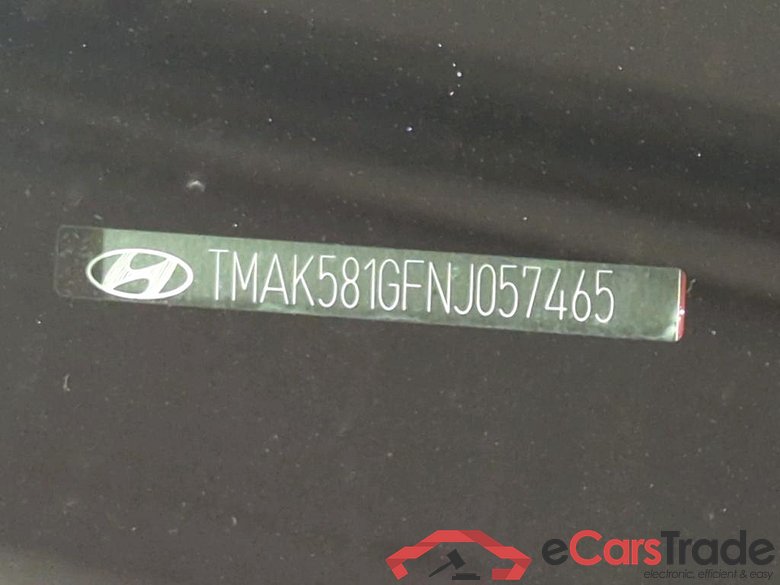 TMAK581GFNJ057465
eCarsTrade
electronic, efficient & easy